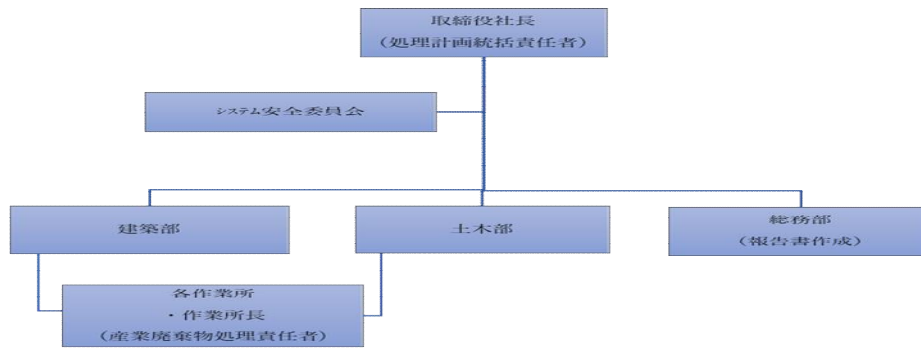 取締役社長
（処理計画統括責任者）
ｼｽﾃﾑ安全委員会
建築部
土木部
総務部
（報告書作成）
各作業所
・作業所長
（産業廃棄物処理責任者）